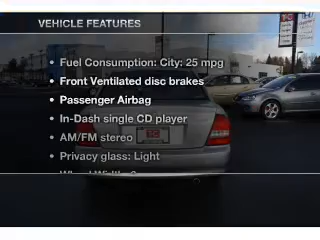 VEHICLE FEATURES
• Fuel Consumption: City: 25 mpg
• Front Ventilated disc brakes
• Passenger Airbag
• In-Dash single CD player
• AM/FM stereo
• Privacy glass: Light